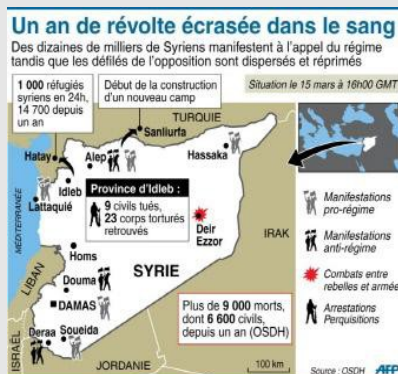 Un an de révolte écrasée dans le sang
Des dizaines de milliers de Syriens manifestent à l'appel du régime
tandis que les défilés de l'opposition sont dispersés et réprimés
1 000 réfugiés
syriens en 24h,
14 700 depuis
un an
Début de la construction
d'un nouveau camp
Situation le 15 mars à 16h00 GMT
TURQUIE
Sanliurfa
Hatay
Alep
Hassaka
Idleb
Province d'Idleb :
9 civils tués,
23 corps torturés
retrouvés
Lattaquié
MEDITERRANÉE
Deir
Ezzor
IRAK
Homs
SYRIE
LIBAN
Douma
DAMAS
Plus de 9 000 morts,
dont 6 600 civils,
depuis un an (OSDH)
Deraa
Soueida
ISRAËL
JORDANIE
100 km
Manifestations
pro-régime
Manifestations
anti-régime
Combats entre
rebelles et armée
Arrestations
Perquisitions
Source : OSDH
AFP